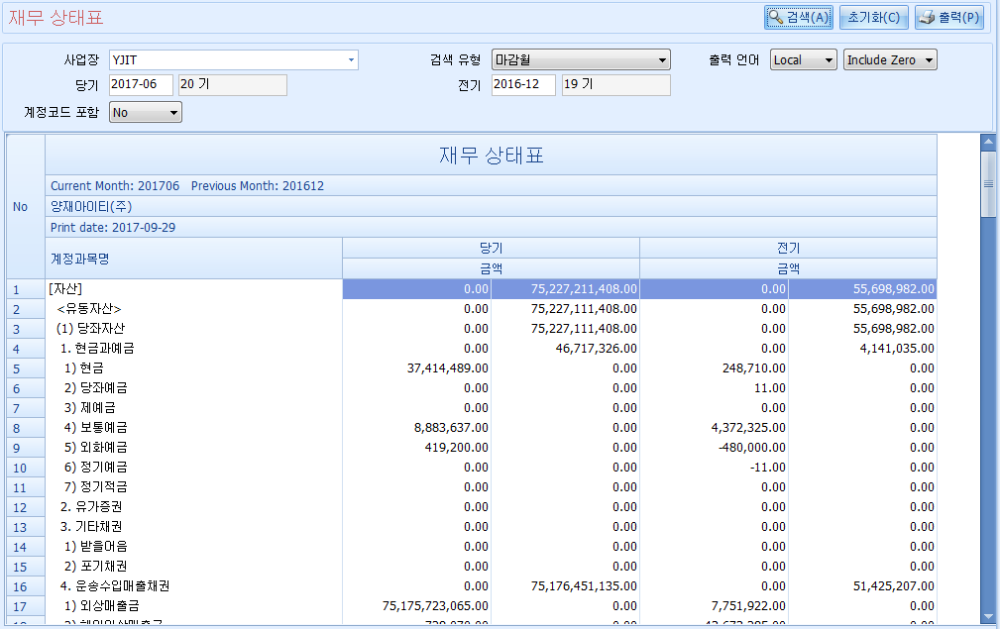 재무 상태표 검색(A) 초기화(C) 출력(P)
사업장 YJIT 검색 유형 마감월 출력 언어 Local Include Zero
당기 2017-06 20 기 전기 2016-12 19 기
계정코드 포함 No
재무 상태표
Current Month: 201706 Previous Month: 201612
No
양재아이티(주)
Print date: 2017-09-29
계정과목명 당기 전기
금액 금액
1 [자산] 0.00 75,227,211,408.00 0.00 55,698,982.00
2 <유동자산> 0.00 75,227,111,408.00 0.00 55,698,982.00
3 (1) 당좌자산 0.00 75,227,111,408.00 0.00 55,698,982.00
4 1. 현금과예금 0.00 46,717,326.00 0.00 4,141,035.00
5 1) 현금 37,414,489.00 0.00 248,710.00 0.00
6 2) 당좌예금 0.00 0.00 11.00 0.00
7 3) 제예금 0.00 0.00 0.00 0.00
8 4) 보통예금 8,883,637.00 0.00 4,372,325.00 0.00
9 5) 외화예금 419,200.00 0.00 -480,000.00 0.00
10 6) 정기예금 0.00 0.00 -11.00 0.00
11 7) 정기적금 0.00 0.00 0.00 0.00
12 2. 유가증권 0.00 0.00 0.00 0.00
13 3. 기타채권 0.00 0.00 0.00 0.00
14 1) 받을어음 0.00 0.00 0.00 0.00
15 2) 포기채권 0.00 0.00 0.00 0.00
16 4. 운송수입매출채권 0.00 75,176,451,135.00 0.00 51,425,207.00
17 1) 외상매출금 75,175,723,065.00 0.00 7,751,922.00 0.00